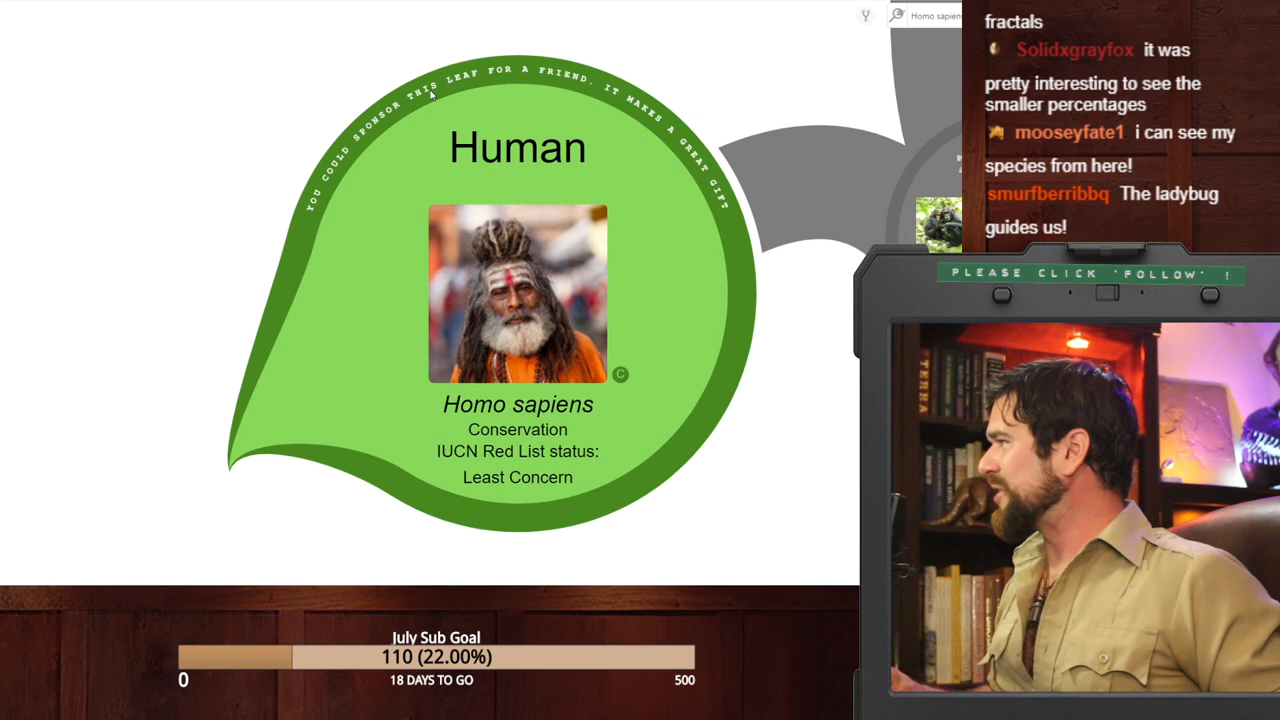 YOU COULD SPONSOR THIS LEAF FOR A FRIEND. IT MAKES A GREAT GIFT
Human
C
Homo sapiens
Conservation
IUCN Red List status:
Least Concern
Homo sapiens
fractals
Solidxgrayfox it was
pretty interesting to see the
smaller percentages
mooseyfate1 i can see my
species from here!
smurfberribbq The ladybug
guides us!
PLEASE CLICK 'FOLLOW' !
TERRA
July Sub Goal
110 (22.00%)
0
18 DAYS TO GO
500